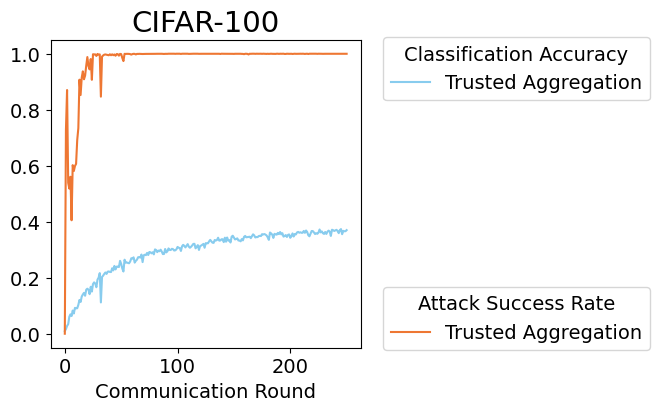 CIFAR-100
1.0
0.8
0.6
0.4
0.2
0.0
0 100 200
Communication Round
Classification Accuracy
Trusted Aggregation
Attack Success Rate
Trusted Aggregation